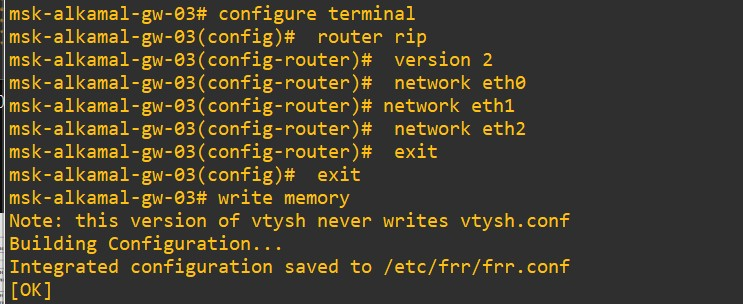 msk-alkamal-gw-03# configure terminal
msk-alkamal-gw-03(config)#  router rip
msk-alkamal-gw-03(config-router)#  version 2
msk-alkamal-gw-03(config-router)#  network eth0
msk-alkamal-gw-03(config-router)# network eth1
msk-alkamal-gw-03(config-router)#  network eth2
msk-alkamal-gw-03(config-router)#  exit
msk-alkamal-gw-03(config)#  exit
msk-alkamal-gw-03# write memory
Note: this version of vtysh never writes vtysh.conf
Building Configuration...
Integrated configuration saved to /etc/frr/frr.conf
[OK]